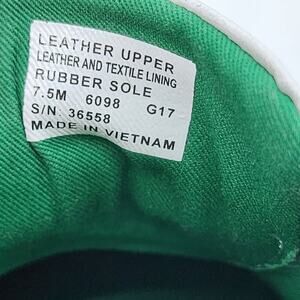 LEATHER UPPER
LEATHER AND TEXTILE LINING
RUBBER SOLE
7.5M 6098 G17
S/N: 36558
MADE IN VIETNAM